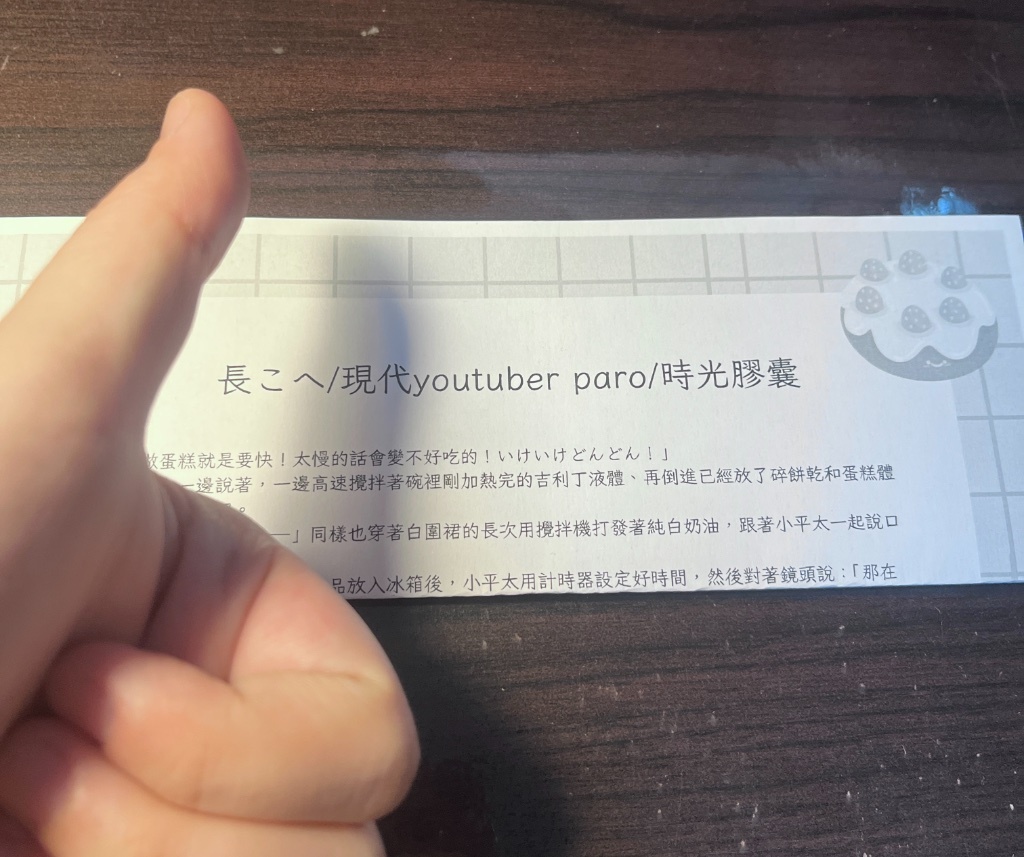 長こへ/現代youtuber paro/時光膠囊
做蛋糕就是要快！太慢的話會變不好吃的！いけいけどんどん！」
一邊說著，一邊高速攪拌著碗裡剛加熱完的吉利丁液體、再倒進已經放了碎餅乾和蛋糕體
。
—」同樣也穿著白圍裙的長次用攪拌機打發著純白奶油，跟著小平太一起說口
品放入冰箱後，小平太用計時器設定好時間，然後對著鏡頭說：「那在